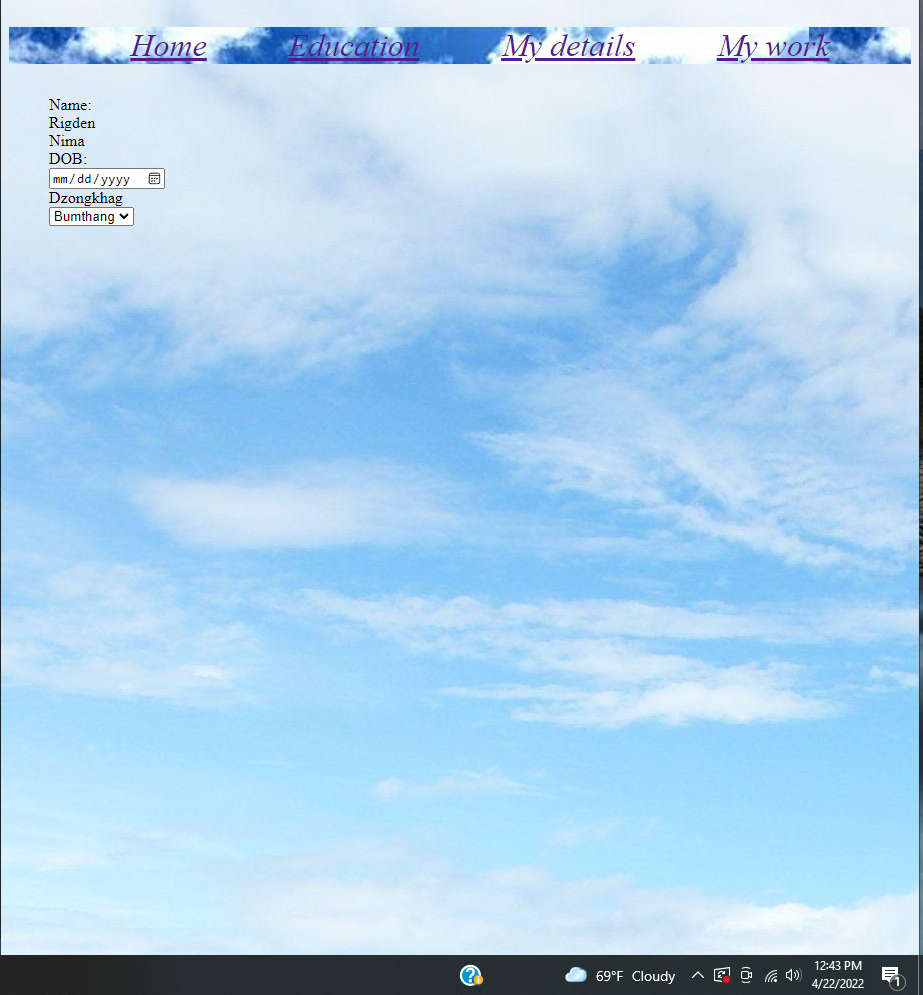 Home Education My details My work
Name:
Rigden
Nima
DOB:
mm/dd/yyyy
Dzongkhag
Bumthang
?
69°F Cloudy
12:43 PM
4/22/2022
1